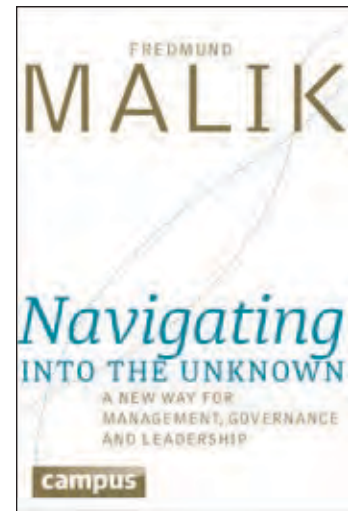 FREDMUND
MALIK
Navigating
INTO THE UNKNOWN
A NEW WAY FOR
MANAGEMENT, GOVERNANCE
AND LEADERSHIP
campus